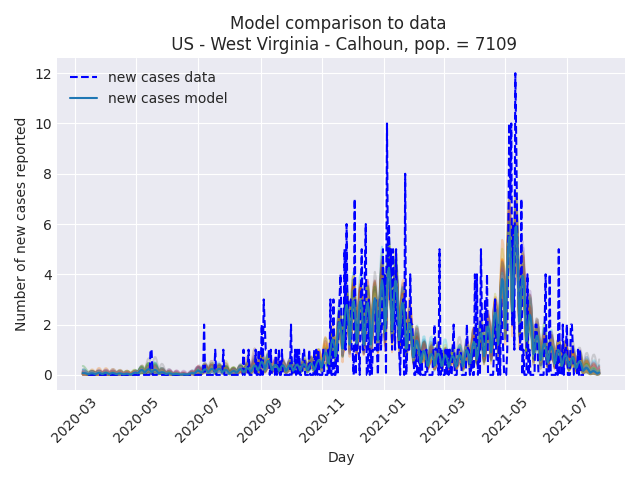 Model comparison to data
US - West Virginia - Calhoun, pop. = 7109
new cases data
new cases model
Number of new cases reported
12
10
8
6
4
2
0
2020-03
2020-05
2020-07
2020-09
2020-11
2021-01
2021-03
2021-05
2021-07
Day